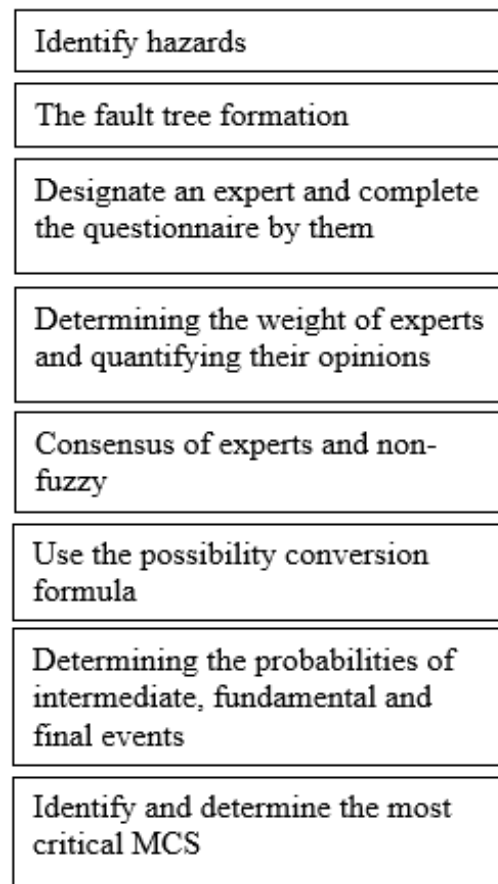 Identify hazards
The fault tree formation
Designate an expert and complete
the questionnaire by them
Determining the weight of experts
and quantifying their opinions
Consensus of experts and non-
fuzzy
Use the possibility conversion
formula
Determining the probabilities of
intermediate, fundamental and
final events
Identify and determine the most
critical MCS